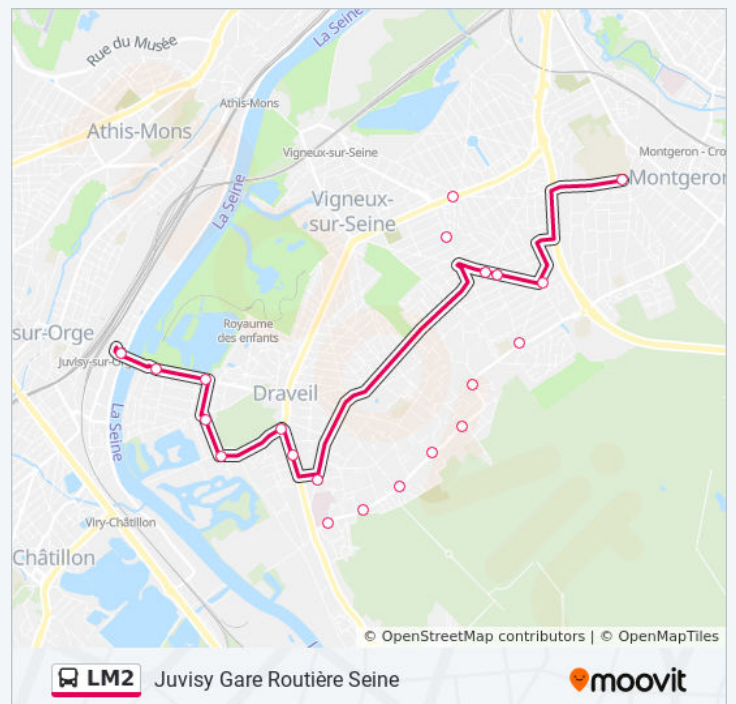 La Seine
Rue du Musée
Athis-Mons
Athis-Mons
Vigneux-sur-Seine
Montgeron - Cro
Montgeron
La Seine
Vigneux-
sur-Seine
sur-Orge
Royaume
des enfants
Juvisy-sur-Org
Draveil
La Seine
Viry-Châtillon
Châtillon
© OpenStreetMap contributors | © OpenMapTiles
LM2 Juvisy Gare Routière Seine
moovit